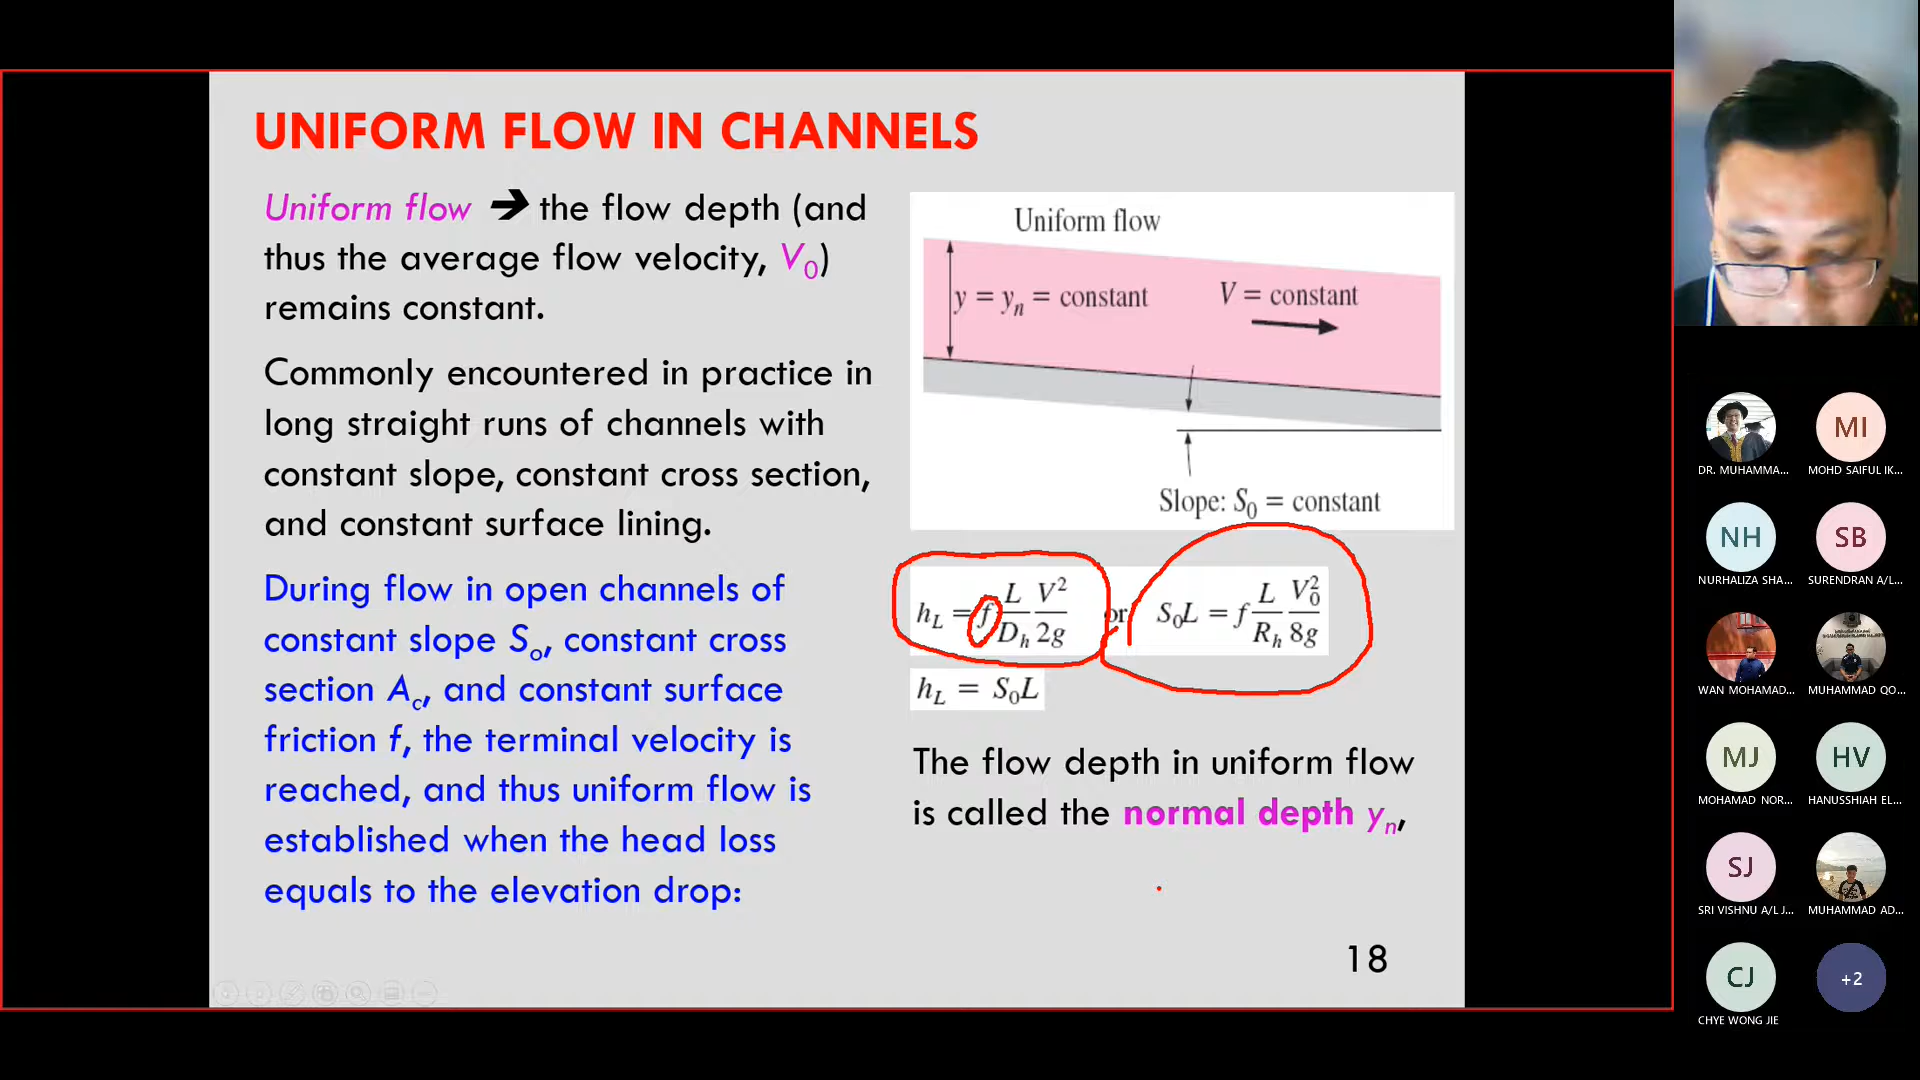 UNIFORM FLOW IN CHANNELS
Uniform flow ➔ the flow depth (and
thus the average flow velocity, V₀)
remains constant.
Commonly encountered in practice in
long straight runs of channels with
constant slope, constant cross section,
and constant surface lining.
During flow in open channels of
constant slope Sₒ, constant cross
section A_c, and constant surface
friction f, the terminal velocity is
reached, and thus uniform flow is
established when the head loss
equals to the elevation drop:
Uniform flow
y = yₙ = constant
V = constant
Slope: S₀ = constant
h_L = f L/D_h V²/2g or S₀L = f L/R_h V₀²/8g
h_L = S₀L
The flow depth in uniform flow
is called the normal depth yₙ,
18
DR. MUHAMMA...
MI
MOHD SAIFUL IK...
NH
NURHALIZA SHA...
SB
SURENDRAN A/L...
WAN MOHAMAD...
MUHAMMAD QO...
MJ
MOHAMAD NOR...
HV
HANUSSHIAH EL...
SJ
SRI VISHNU A/L J...
MUHAMMAD AD...
CJ
CHYE WONG JIE
+2